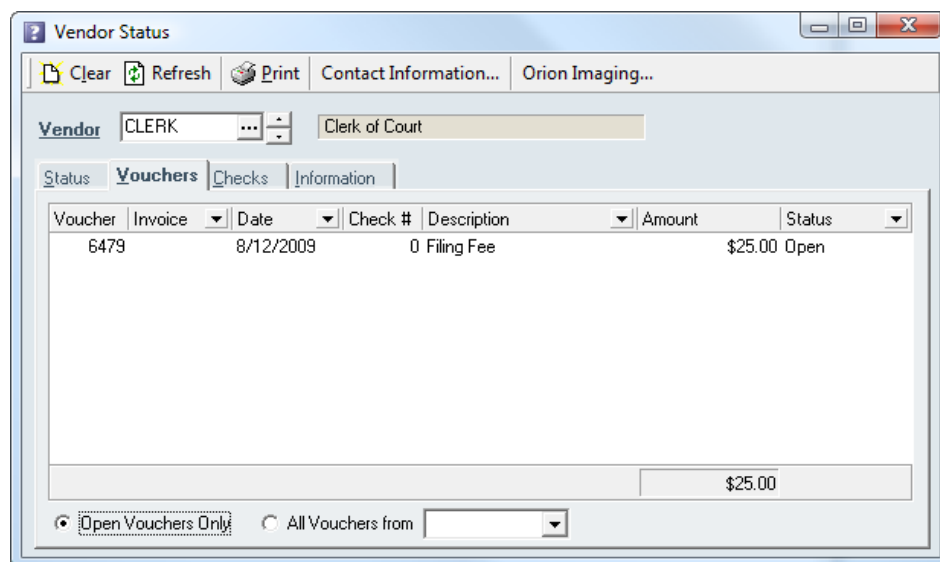 Vendor Status
Clear Refresh Print Contact Information... Orion Imaging...
Vendor CLERK ... Clerk of Court
Status Vouchers Checks Information
Voucher Invoice Date Check # Description Amount Status
6479 8/12/2009 0 Filing Fee $25.00 Open
$25.00
Open Vouchers Only All Vouchers from